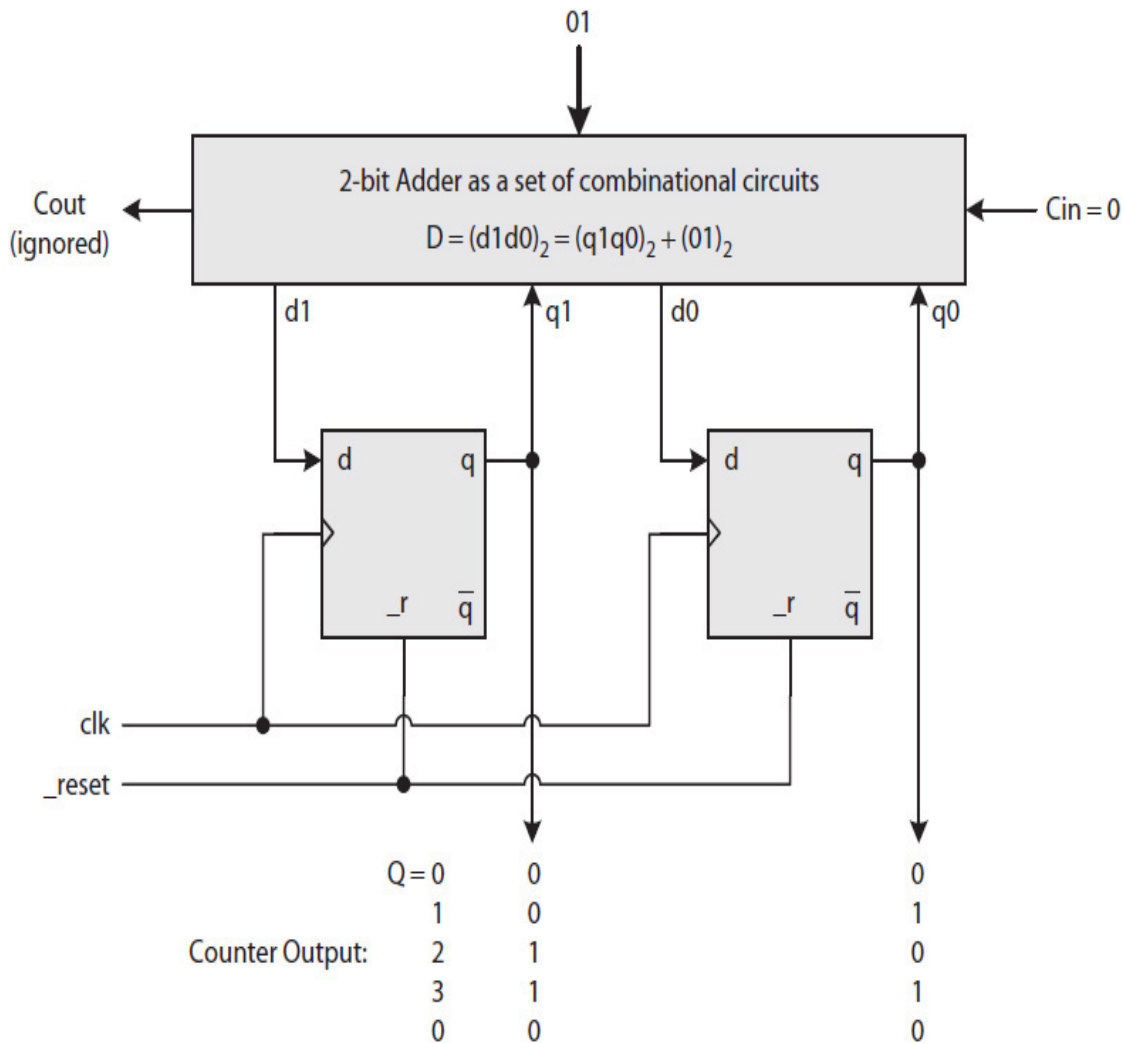 01
2-bit Adder as a set of combinational circuits
D = (d1d0)₂ = (q1q0)₂ + (01)₂
Cout
(ignored)
Cin = 0
d1 q1 d0 q0
d q d q
_r q̅ _r q̅
clk
_reset
Q = 0 0 0
1 0 1
Counter Output: 2 1 0
3 1 1
0 0 0